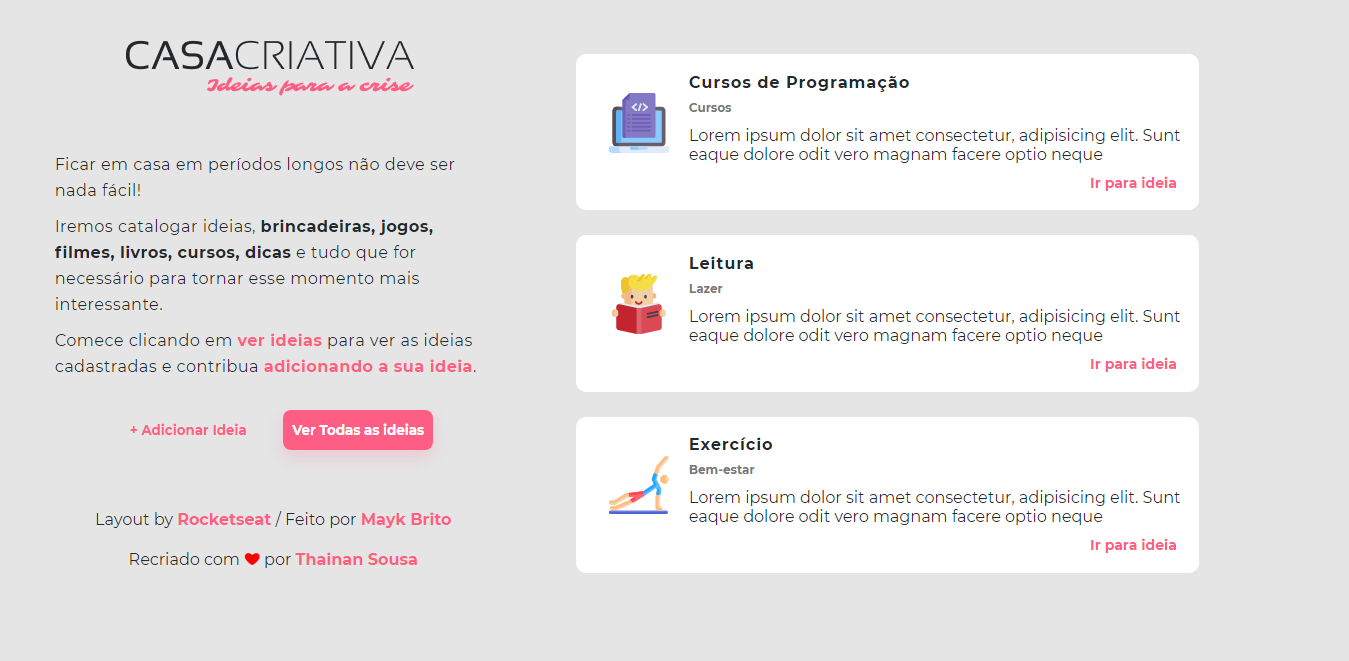 CASACRIATIVA
Ideias para a crise
Ficar em casa em períodos longos não deve ser
nada fácil!
Iremos catalogar ideias, brincadeiras, jogos,
filmes, livros, cursos, dicas e tudo que for
necessário para tornar esse momento mais
interessante.
Comece clicando em ver ideias para ver as ideias
cadastradas e contribua adicionando a sua ideia.
+ Adicionar Ideia
Ver Todas as ideias
Layout by Rocketseat / Feito por Mayk Brito
Recriado com ❤ por Thainan Sousa
Cursos de Programação
Cursos
Lorem ipsum dolor sit amet consectetur, adipisicing elit. Sunt
eaque dolore odit vero magnam facere optio neque
Ir para ideia
Leitura
Lazer
Lorem ipsum dolor sit amet consectetur, adipisicing elit. Sunt
eaque dolore odit vero magnam facere optio neque
Ir para ideia
Exercício
Bem-estar
Lorem ipsum dolor sit amet consectetur, adipisicing elit. Sunt
eaque dolore odit vero magnam facere optio neque
Ir para ideia